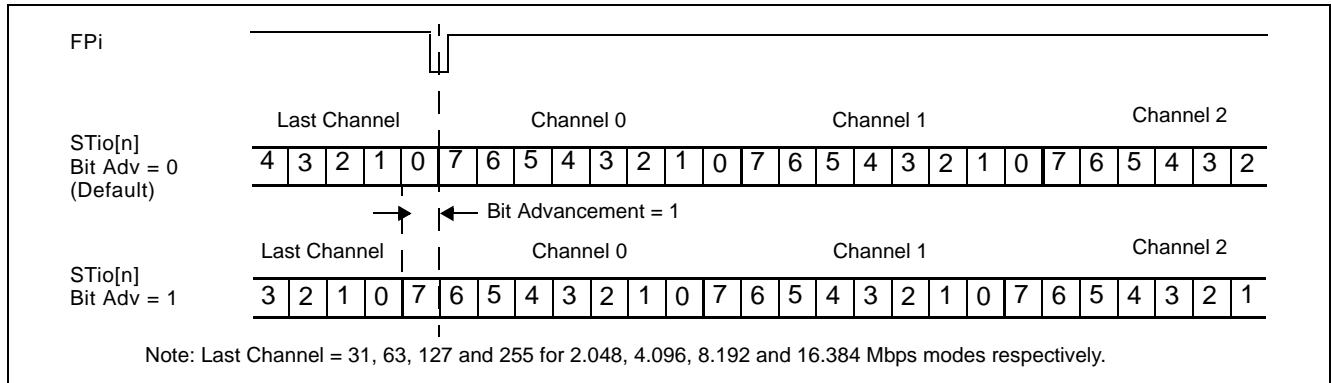 FPi
Last Channel Channel 0 Channel 1 Channel 2
STio[n]
Bit Adv = 0
(Default)
4 3 2 1 0 7 6 5 4 3 2 1 0 7 6 5 4 3 2 1 0 7 6 5 4 3 2
Bit Advancement = 1
Last Channel Channel 0 Channel 1 Channel 2
STio[n]
Bit Adv = 1
3 2 1 0 7 6 5 4 3 2 1 0 7 6 5 4 3 2 1 0 7 6 5 4 3 2 1
Note: Last Channel = 31, 63, 127 and 255 for 2.048, 4.096, 8.192 and 16.384 Mbps modes respectively.